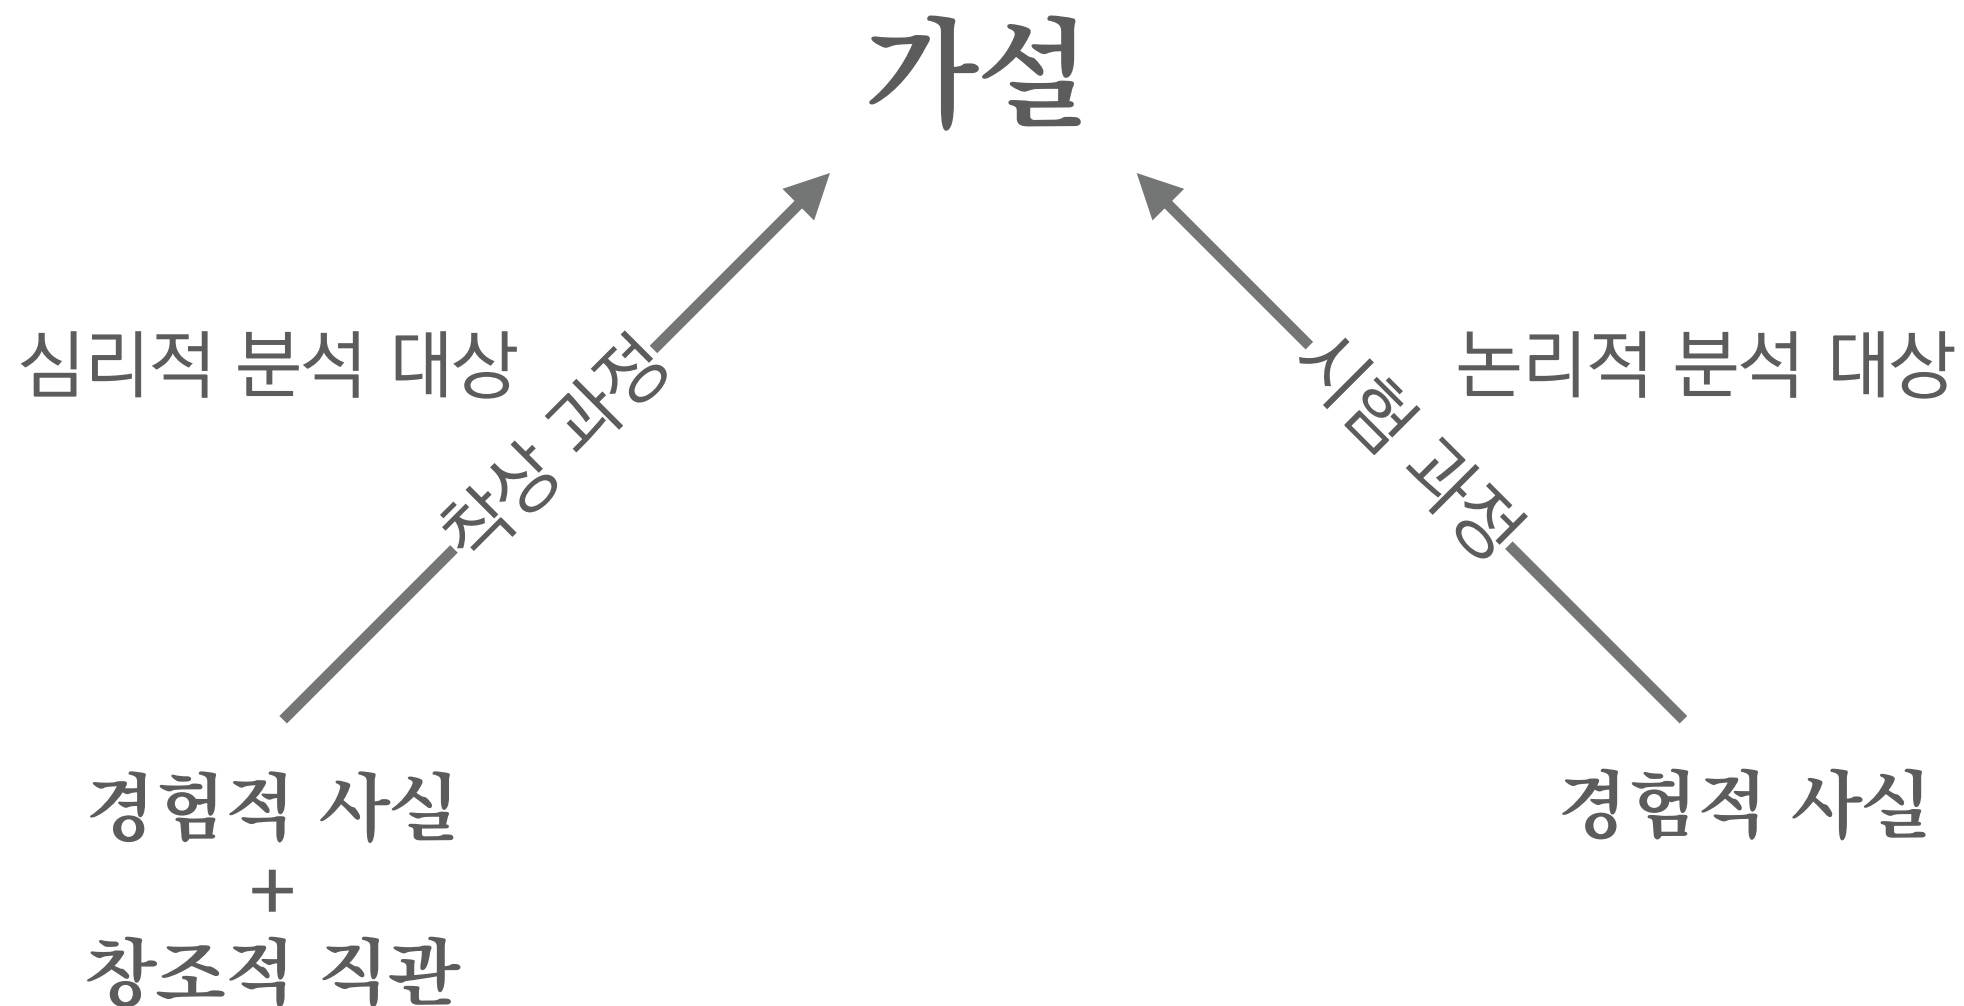 가설
심리적 분석 대상
착상 과정
시험 과정
논리적 분석 대상
경험적 사실
+
창조적 직관
경험적 사실